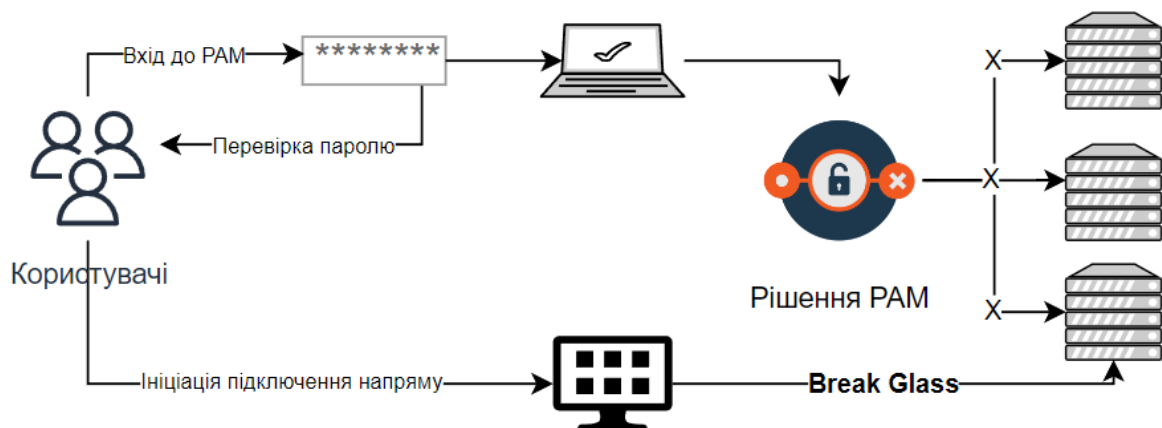 Вхід до PAM
********
Перевірка паролю
Користувачі
Рішення PAM
X
X
X
Ініціація підключення напряму
Break Glass